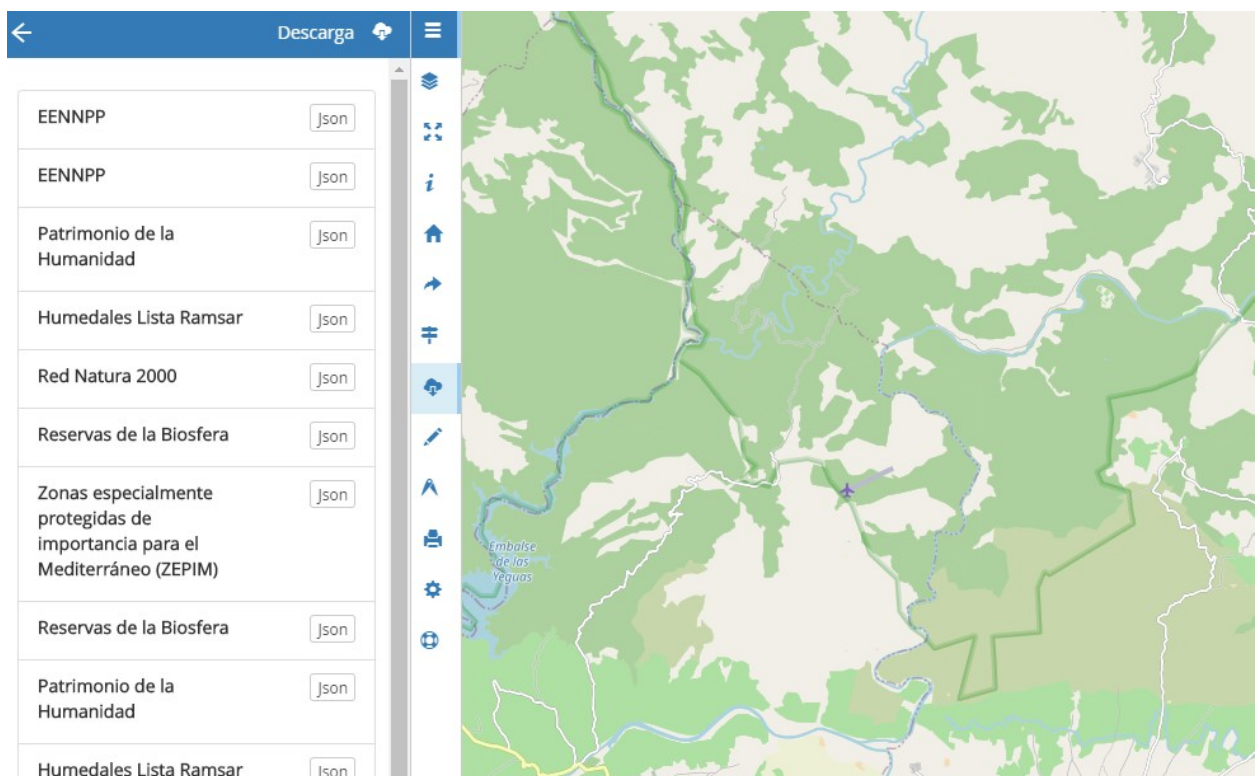 Descarga
EENNPP
Json
EENNPP
Json
Patrimonio de la
Humanidad
Json
Humedales Lista Ramsar
Json
Red Natura 2000
Json
Reservas de la Biosfera
Json
Zonas especialmente
protegidas de
importancia para el
Mediterráneo (ZEPIM)
Json
Reservas de la Biosfera
Json
Patrimonio de la
Humanidad
Json
Humedales Lista Ramsar
Json
Embalse
de las
Yeguas